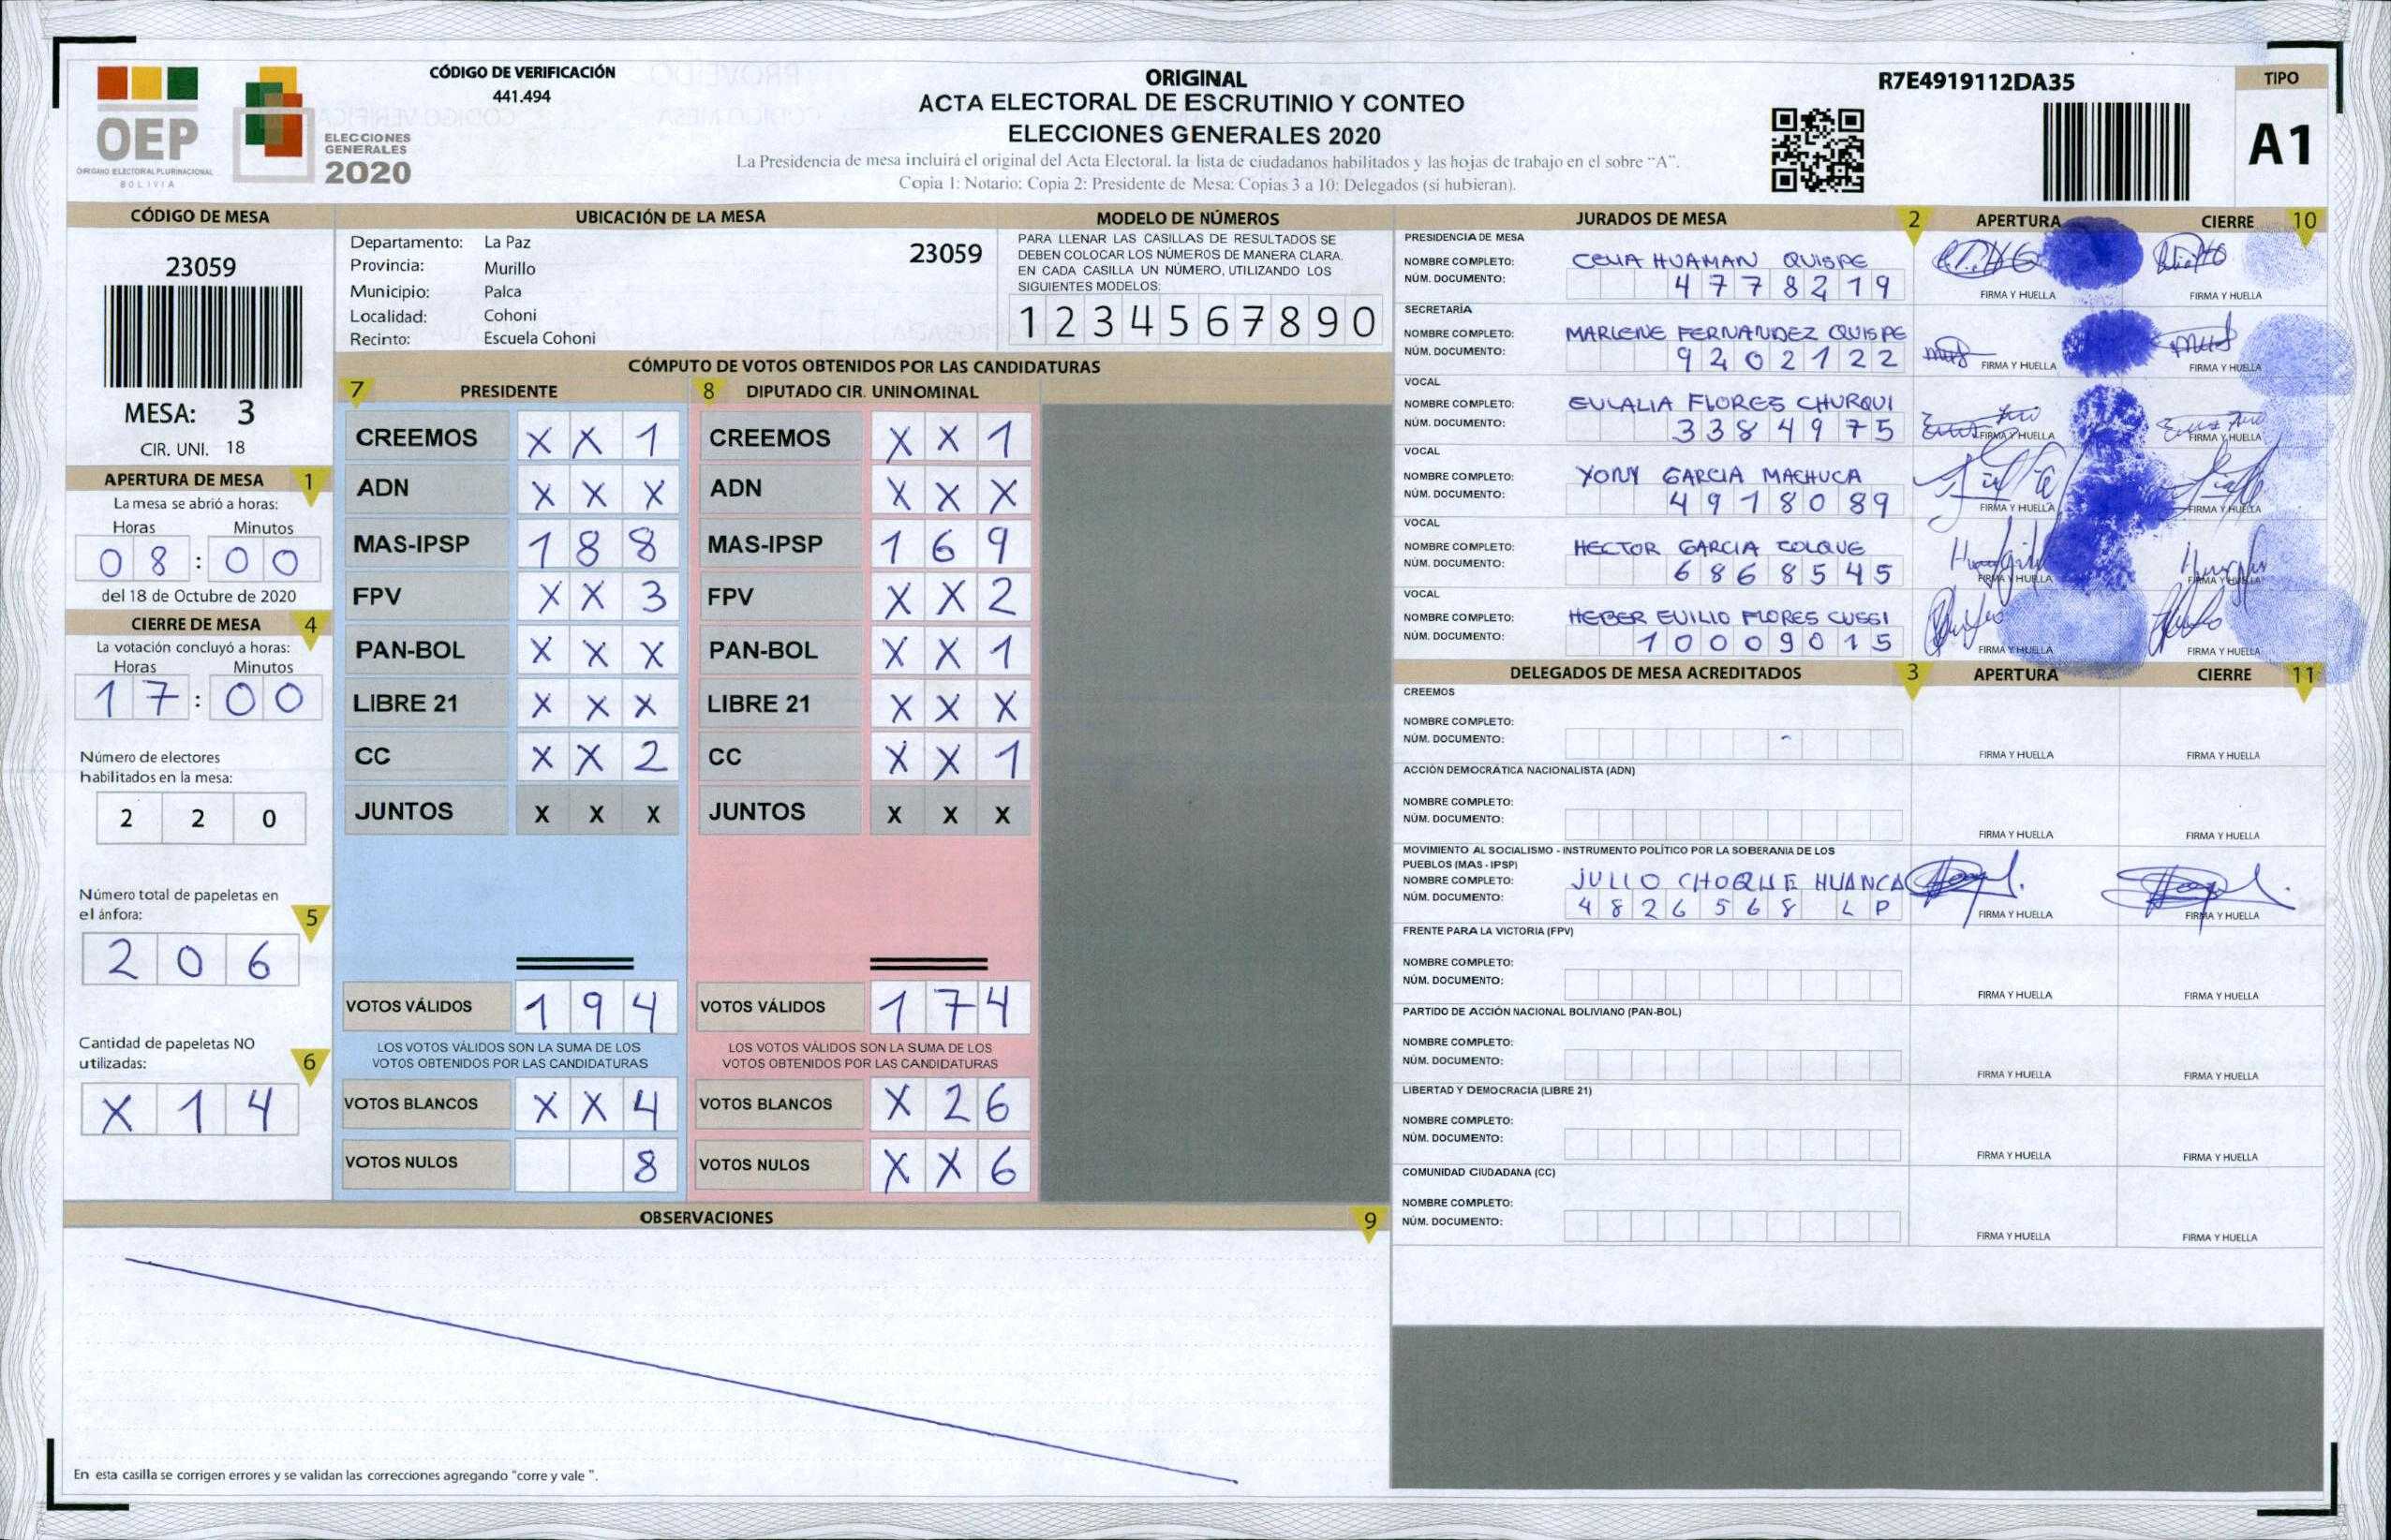 OEP
ÓRGANO ELECTORAL PLURINACIONAL
BOLIVIA
ELECCIONES
GENERALES
2020
CÓDIGO DE VERIFICACIÓN
441.494
ORIGINAL
ACTA ELECTORAL DE ESCRUTINIO Y CONTEO
ELECCIONES GENERALES 2020
La Presidencia de mesa incluirá el original del Acta Electoral. la lista de ciudadanos habilitados y las hojas de trabajo en el sobre "A".
Copia 1: Notario; Copia 2: Presidente de Mesa; Copias 3 a 10: Delegados (si hubieran).
R7E4919112DA35
TIPO
A1
CÓDIGO DE MESA
23059
MESA: 3
CIR. UNI. 18
APERTURA DE MESA 1
La mesa se abrió a horas:
Horas Minutos
08:00
del 18 de Octubre de 2020
CIERRE DE MESA 4
La votación concluyó a horas:
Horas Minutos
17:00
Número de electores
habilitados en la mesa:
2 2 0
Número total de papeletas en
el ánfora: 5
2 0 6
Cantidad de papeletas NO
utilizadas: 6
X 1 4
UBICACIÓN DE LA MESA
Departamento: La Paz 23059
Provincia: Murillo
Municipio: Palca
Localidad: Cohoni
Recinto: Escuela Cohoni
MODELO DE NÚMEROS
PARA LLENAR LAS CASILLAS DE RESULTADOS SE
DEBEN COLOCAR LOS NÚMEROS DE MANERA CLARA.
EN CADA CASILLA UN NÚMERO, UTILIZANDO LOS
SIGUIENTES MODELOS:
1 2 3 4 5 6 7 8 9 0
CÓMPUTO DE VOTOS OBTENIDOS POR LAS CANDIDATURAS
7 PRESIDENTE 8 DIPUTADO CIR. UNINOMINAL
CREEMOS X X 1 CREEMOS X X 1
ADN X X X ADN X X X
MAS-IPSP 1 8 8 MAS-IPSP 1 6 9
FPV X X 3 FPV X X 2
PAN-BOL X X X PAN-BOL X X 1
LIBRE 21 X X X LIBRE 21 X X X
CC X X 2 CC X X 1
JUNTOS X X X JUNTOS X X X
VOTOS VÁLIDOS 1 9 4 VOTOS VÁLIDOS 1 7 4
LOS VOTOS VÁLIDOS SON LA SUMA DE LOS LOS VOTOS VÁLIDOS SON LA SUMA DE LOS
VOTOS OBTENIDOS POR LAS CANDIDATURAS VOTOS OBTENIDOS POR LAS CANDIDATURAS
VOTOS BLANCOS X X 4 VOTOS BLANCOS X 2 6
VOTOS NULOS 8 VOTOS NULOS X X 6
OBSERVACIONES 9
En esta casilla se corrigen errores y se validan las correcciones agregando "corre y vale ".
JURADOS DE MESA 2 APERTURA CIERRE 10
PRESIDENCIA DE MESA
NOMBRE COMPLETO: HUAMAN QUISPE
NÚM. DOCUMENTO: 4778219
FIRMA Y HUELLA FIRMA Y HUELLA
SECRETARÍA
NOMBRE COMPLETO: MARLENE FERNANDEZ QUISPE
NÚM. DOCUMENTO: 9202122
FIRMA Y HUELLA FIRMA Y HUELLA
VOCAL
NOMBRE COMPLETO: EULALIA FLORES CHURQUI
NÚM. DOCUMENTO: 3384975
FIRMA Y HUELLA FIRMA Y HUELLA
VOCAL
NOMBRE COMPLETO: YONY GARCIA MACHUCA
NÚM. DOCUMENTO: 4918089
FIRMA Y HUELLA FIRMA Y HUELLA
VOCAL
NOMBRE COMPLETO: HECTOR GARCIA COLQUE
NÚM. DOCUMENTO: 6868545
FIRMA Y HUELLA FIRMA Y HUELLA
VOCAL
NOMBRE COMPLETO: HEBER EVILIO FLORES CUSSI
NÚM. DOCUMENTO: 10009015
FIRMA Y HUELLA FIRMA Y HUELLA
DELEGADOS DE MESA ACREDITADOS 3 APERTURA CIERRE 11
CREEMOS
NOMBRE COMPLETO:
NÚM. DOCUMENTO:
FIRMA Y HUELLA FIRMA Y HUELLA
ACCIÓN DEMOCRÁTICA NACIONALISTA (ADN)
NOMBRE COMPLETO:
NÚM. DOCUMENTO:
FIRMA Y HUELLA FIRMA Y HUELLA
MOVIMIENTO AL SOCIALISMO - INSTRUMENTO POLÍTICO POR LA SOBERANIA DE LOS
PUEBLOS (MAS - IPSP)
NOMBRE COMPLETO: JULIO CHOQUE HUANCA
NÚM. DOCUMENTO: 4826568 LP
FIRMA Y HUELLA FIRMA Y HUELLA
FRENTE PARA LA VICTORIA (FPV)
NOMBRE COMPLETO:
NÚM. DOCUMENTO:
FIRMA Y HUELLA FIRMA Y HUELLA
PARTIDO DE ACCIÓN NACIONAL BOLIVIANO (PAN-BOL)
NOMBRE COMPLETO:
NÚM. DOCUMENTO:
FIRMA Y HUELLA FIRMA Y HUELLA
LIBERTAD Y DEMOCRACIA (LIBRE 21)
NOMBRE COMPLETO:
NÚM. DOCUMENTO:
FIRMA Y HUELLA FIRMA Y HUELLA
COMUNIDAD CIUDADANA (CC)
NOMBRE COMPLETO:
NÚM. DOCUMENTO:
FIRMA Y HUELLA FIRMA Y HUELLA